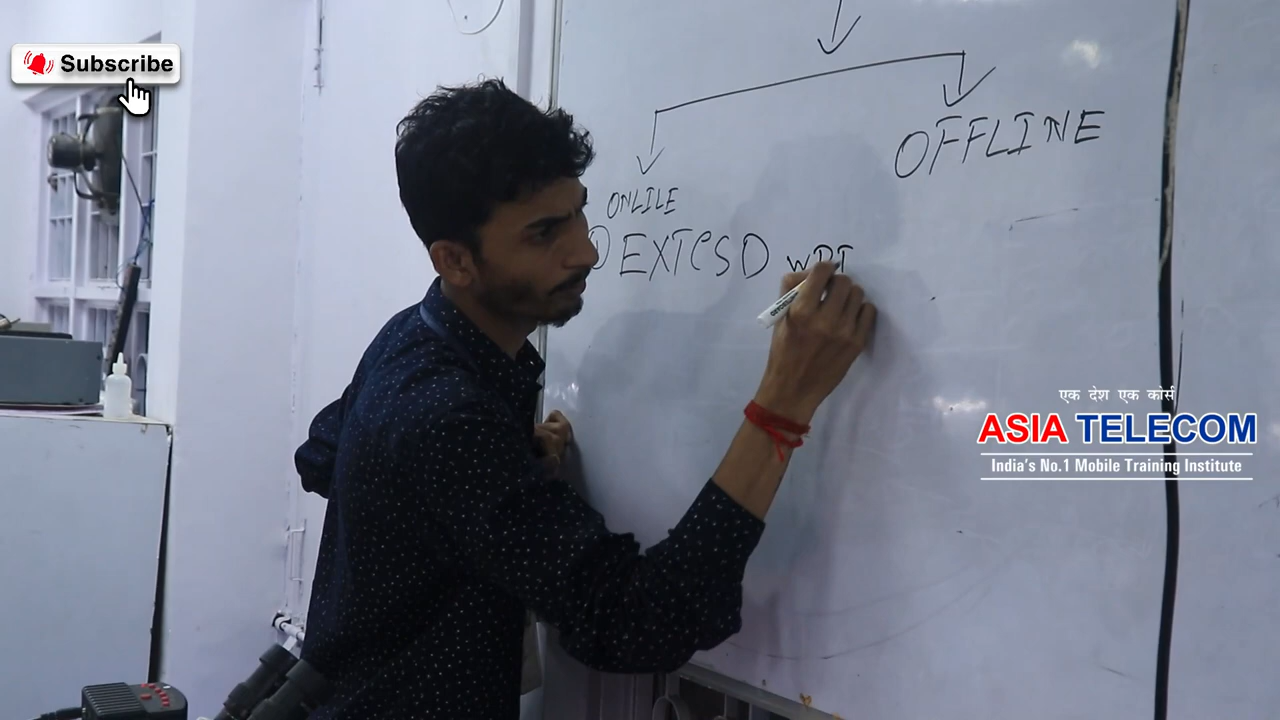 Subscribe
OFFLINE
ONLILE
EXTCSD
एक देश एक कोर्स
ASIA TELECOM
India's No.1 Mobile Training Institute